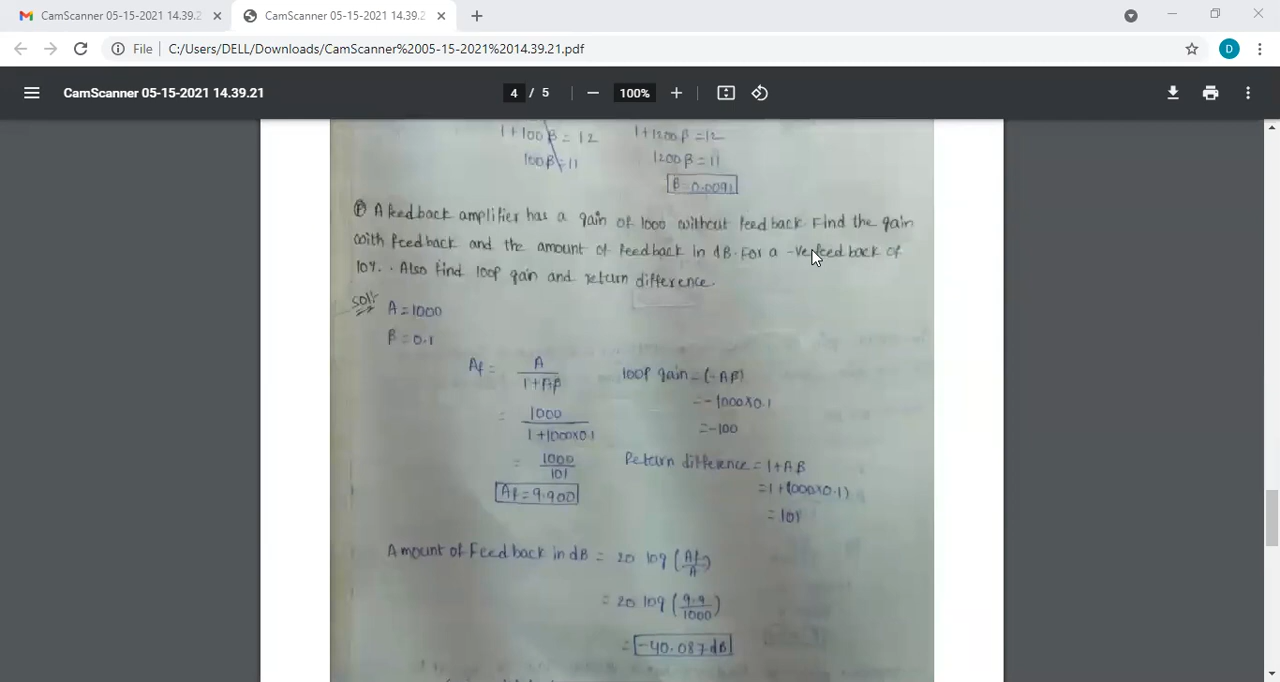 CamScanner 05-15-2021 14.39.2
CamScanner 05-15-2021 14.39.2
File C:/Users/DELL/Downloads/CamScanner%2005-15-2021%2014.39.21.pdf
D
CamScanner 05-15-2021 14.39.21
4 / 5
100%
1+100β = 12
1+1200β = 12
100β = 11
1200β = 11
β = 0.0091
Ⓟ A feedback amplifier has a gain of 1000 without feedback Find the gain
with feedback and the amount of feedback in dB. For a -ve feedback of
10%. . Also find loop gain and return difference.
Sol:
A = 1000
β = 0.1
Af = A / 1+Aβ
loop gain = (-Aβ)
= -1000×0.1
= 1000 / 1+1000×0.1
= -100
= 1000 / 101
Return difference = 1+Aβ
= 1+(1000×0.1)
Af = 9.900
= 101
Amount of Feedback in dB = 20 log (Af/A)
= 20 log (9.9/1000)
= -40.087 dB